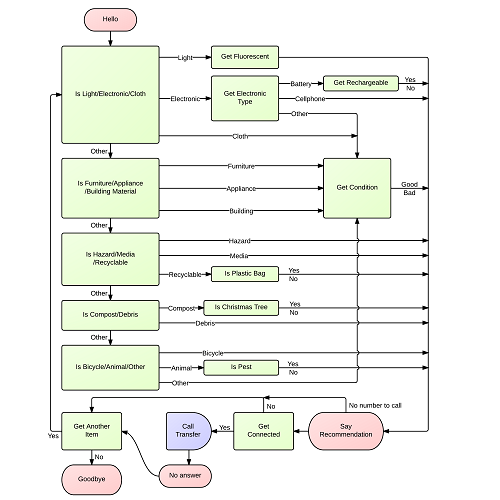 Hello
Is Light/Electronic/Cloth
Light
Get Fluorescent
Electronic
Get Electronic
Type
Battery
Get Rechargeable
Yes
No
Cellphone
Other
Cloth
Other
Is Furniture/Appliance
/Building Material
Furniture
Appliance
Building
Get Condition
Good
Bad
Other
Is Hazard/Media
/Recyclable
Hazard
Media
Recyclable
Is Plastic Bag
Yes
No
Other
Is Compost/Debris
Compost
Is Christmas Tree
Yes
No
Debris
Other
Is Bicycle/Animal/Other
Bicycle
Animal
Is Pest
Yes
No
Other
No number to call
No
Get Another
Item
Yes
No
Call
Transfer
Yes
Get
Connected
Say
Recommendation
Goodbye
No answer